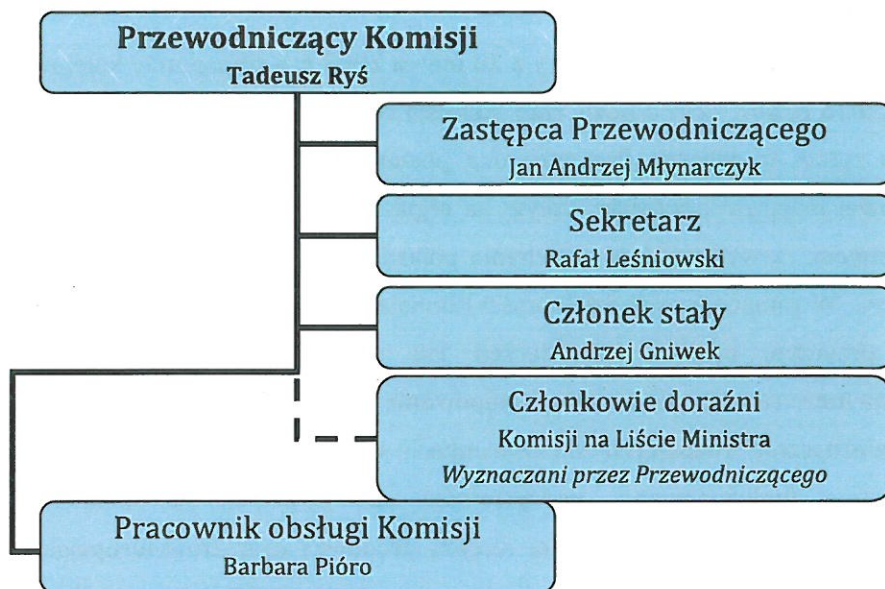 Przewodniczący Komisji
Tadeusz Ryś
Zastępca Przewodniczącego
Jan Andrzej Młynarczyk
Sekretarz
Rafał Leśniowski
Członek stały
Andrzej Gniwek
Członkowie doraźni
Komisji na Liście Ministra
Wyznaczani przez Przewodniczącego
Pracownik obsługi Komisji
Barbara Pióro